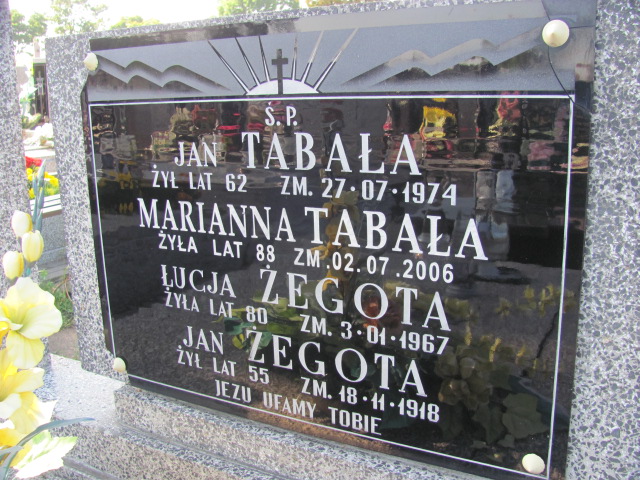 Ś.P.
JAN TABAŁA
ŻYŁ LAT 62 ZM. 27·07·1974
MARIANNA TABAŁA
ŻYŁA LAT 88 ZM. 02.07.2006
ŁUCJA ŻEGOTA
ŻYŁA LAT 80 ZM. 3·01·1967
JAN ŻEGOTA
ŻYŁ LAT 55 ZM. 18·11·1918
JEZU UFAMY TOBIE